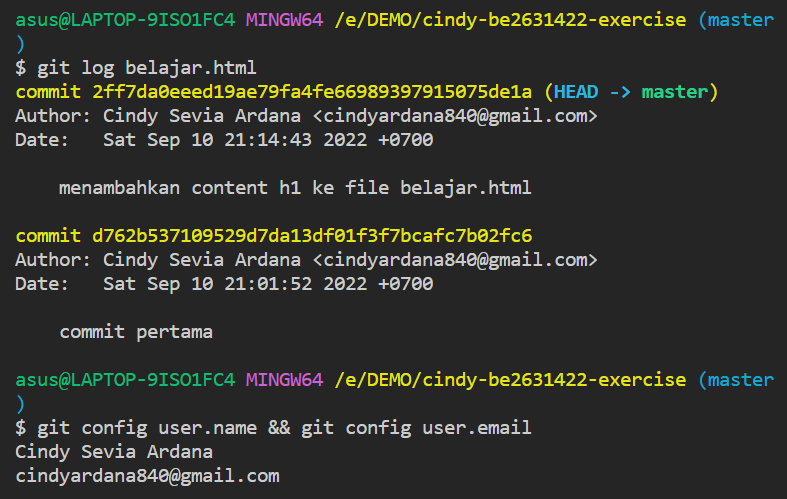 asus@LAPTOP-9ISO1FC4 MINGW64 /e/DEMO/cindy-be2631422-exercise (master
)
$ git log belajar.html
commit 2ff7da0eeed19ae79fa4fe66989397915075de1a (HEAD -> master)
Author: Cindy Sevia Ardana <cindyardana840@gmail.com>
Date:   Sat Sep 10 21:14:43 2022 +0700

    menambahkan content h1 ke file belajar.html

commit d762b537109529d7da13df01f3f7bcafc7b02fc6
Author: Cindy Sevia Ardana <cindyardana840@gmail.com>
Date:   Sat Sep 10 21:01:52 2022 +0700

    commit pertama

asus@LAPTOP-9ISO1FC4 MINGW64 /e/DEMO/cindy-be2631422-exercise (master
)
$ git config user.name && git config user.email
Cindy Sevia Ardana
cindyardana840@gmail.com